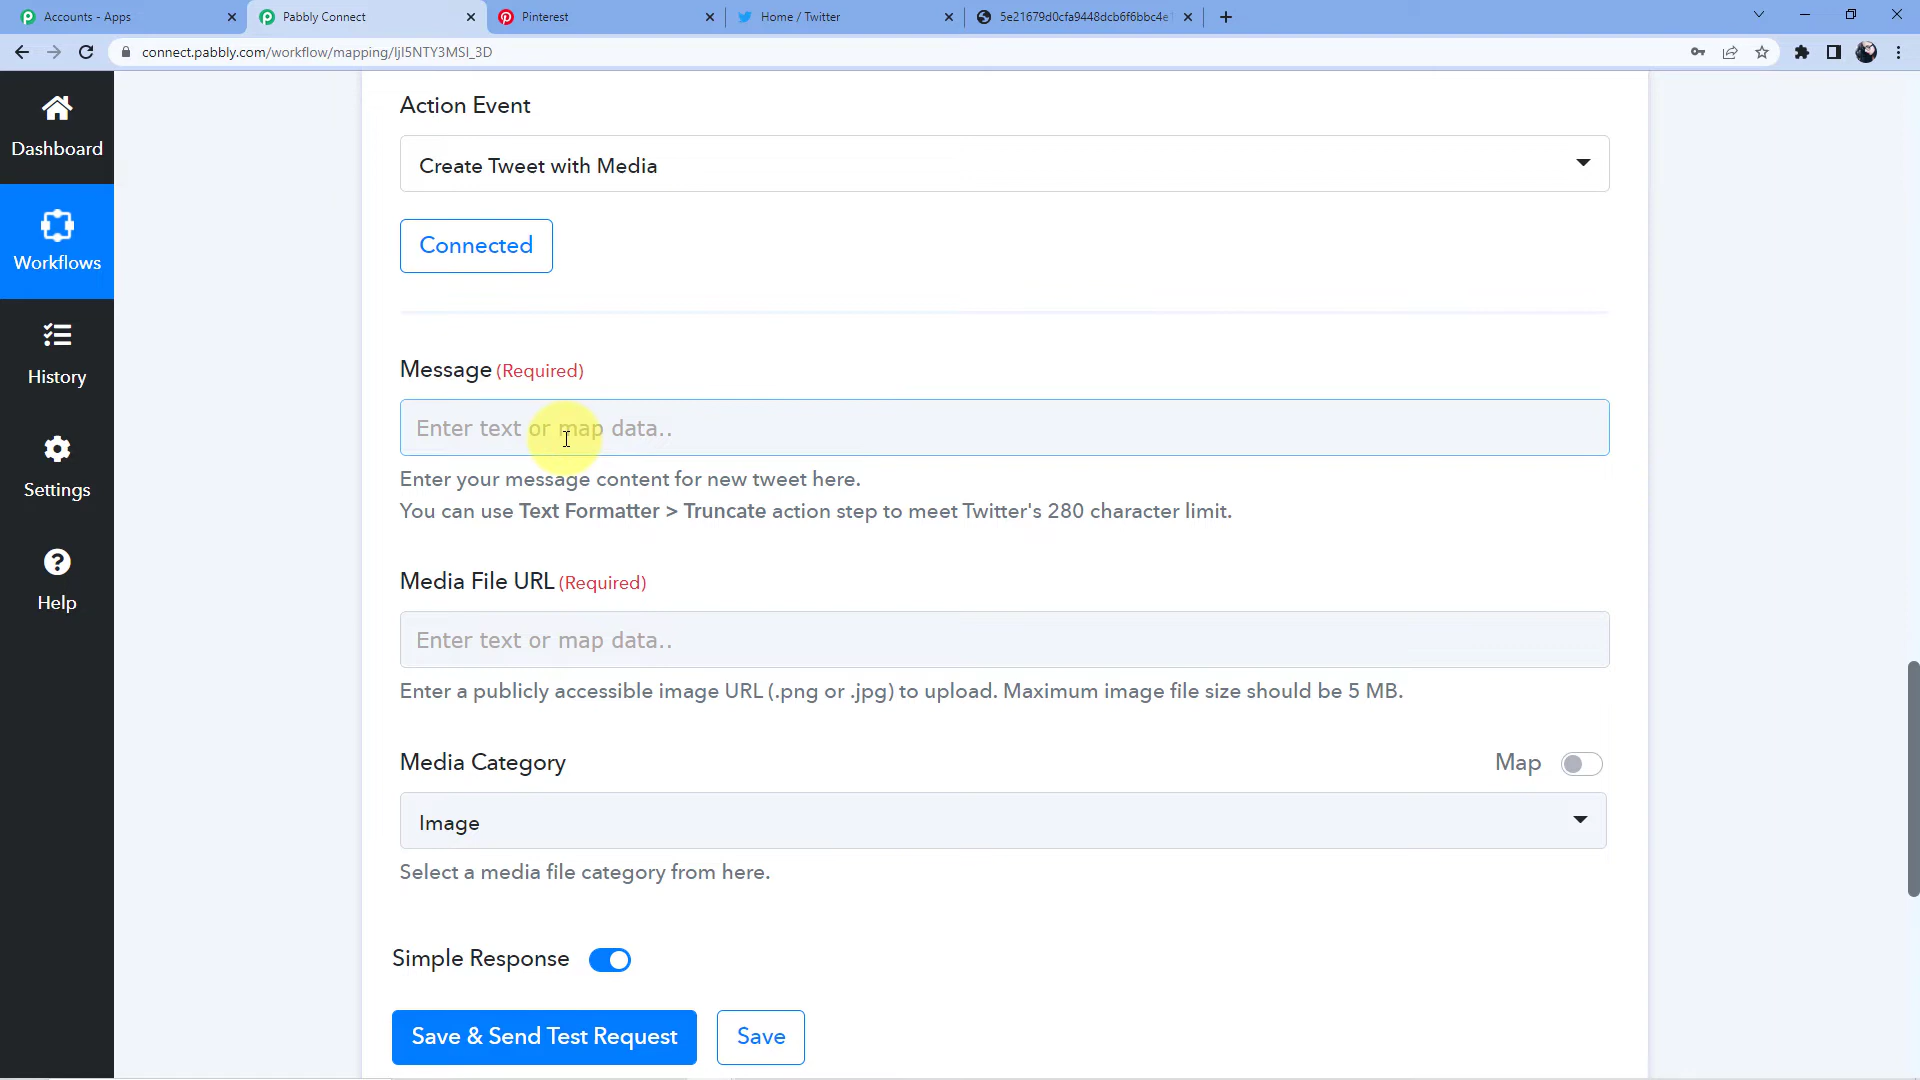 Accounts - Apps
Pabbly Connect
Pinterest
Home / Twitter
5e21679d0cfa9448dcb6f6bbc4e
connect.pabbly.com/workflow/mapping/IjI5NTY3MSI_3D
Dashboard
Workflows
History
Settings
Help
Action Event
Create Tweet with Media
Connected
Message (Required)
Enter text or map data..
Enter your message content for new tweet here.
You can use Text Formatter > Truncate action step to meet Twitter's 280 character limit.
Media File URL (Required)
Enter text or map data..
Enter a publicly accessible image URL (.png or .jpg) to upload. Maximum image file size should be 5 MB.
Media Category
Map
Image
Select a media file category from here.
Simple Response
Save & Send Test Request
Save